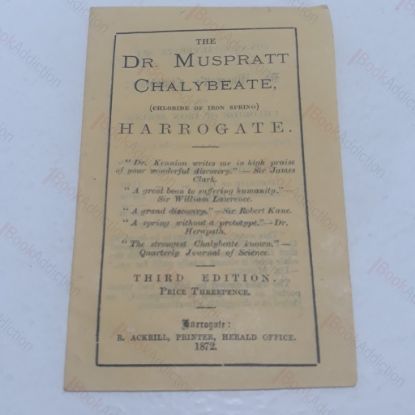 THE
DR. MUSPRATT
CHALYBEATE,
(CHLORIDE OF IRON SPRING)
HARROGATE.
"Dr. Kennion writes me in high praise
of your wonderful discovery."—Sir James
Clark.
"A great boon to suffering humanity."—
Sir William Lawrence.
"A grand discovery."—Sir Robert Kane.
"A spring without a prototype."—Dr.
Herapath.
"The strongest Chalybeate known."—
Quarterly Journal of Science.
THIRD EDITION.
PRICE THREEPENCE.
Harrogate:
R. ACKRILL, PRINTER, HERALD OFFICE.
1872.